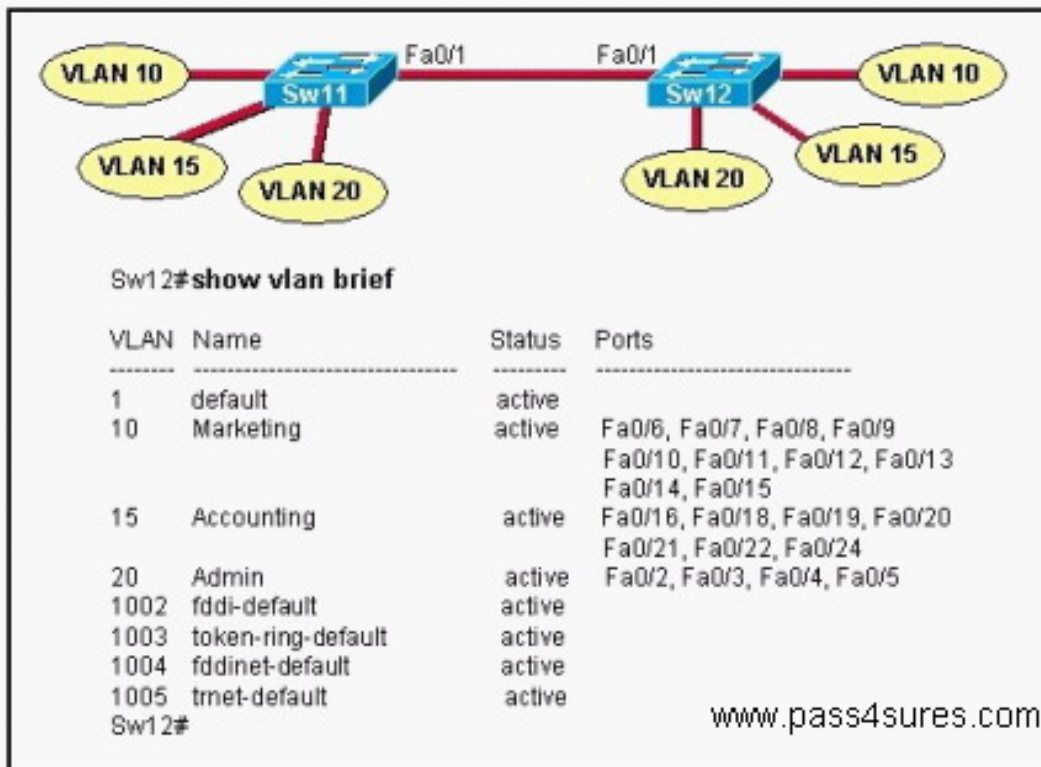 Fa0/1 Fa0/1
VLAN 10 Sw11 Sw12 VLAN 10
VLAN 15 VLAN 20 VLAN 20 VLAN 15
Sw12#show vlan brief
VLAN Name Status Ports
1 default active
10 Marketing active Fa0/6, Fa0/7, Fa0/8, Fa0/9
Fa0/10, Fa0/11, Fa0/12, Fa0/13
Fa0/14, Fa0/15
15 Accounting active Fa0/16, Fa0/18, Fa0/19, Fa0/20
Fa0/21, Fa0/22, Fa0/24
20 Admin active Fa0/2, Fa0/3, Fa0/4, Fa0/5
1002 fddi-default active
1003 token-ring-default active
1004 fddinet-default active
1005 trnet-default active
Sw12#
www.pass4sures.com